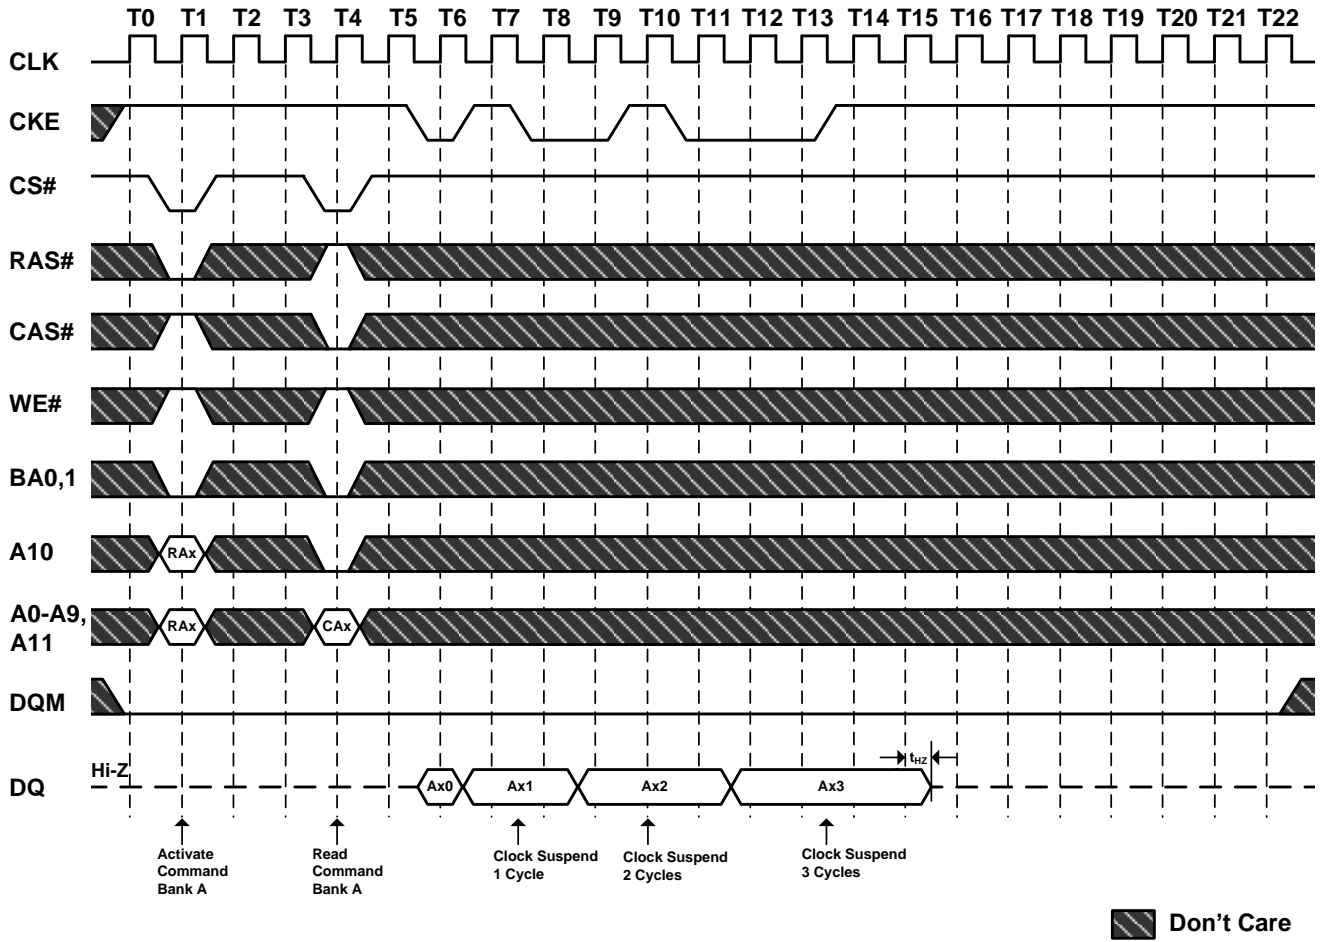 T0 T1 T2 T3 T4 T5 T6 T7 T8 T9 T10 T11 T12 T13 T14 T15 T16 T17 T18 T19 T20 T21 T22
CLK
CKE
CS#
RAS#
CAS#
WE#
BA0,1
A10 RAx
A0-A9,
A11 RAx CAx
DQM
Hi-Z tHZ
DQ Ax0 Ax1 Ax2 Ax3
Activate
Command
Bank A
Read
Command
Bank A
Clock Suspend
1 Cycle
Clock Suspend
2 Cycles
Clock Suspend
3 Cycles
Don't Care